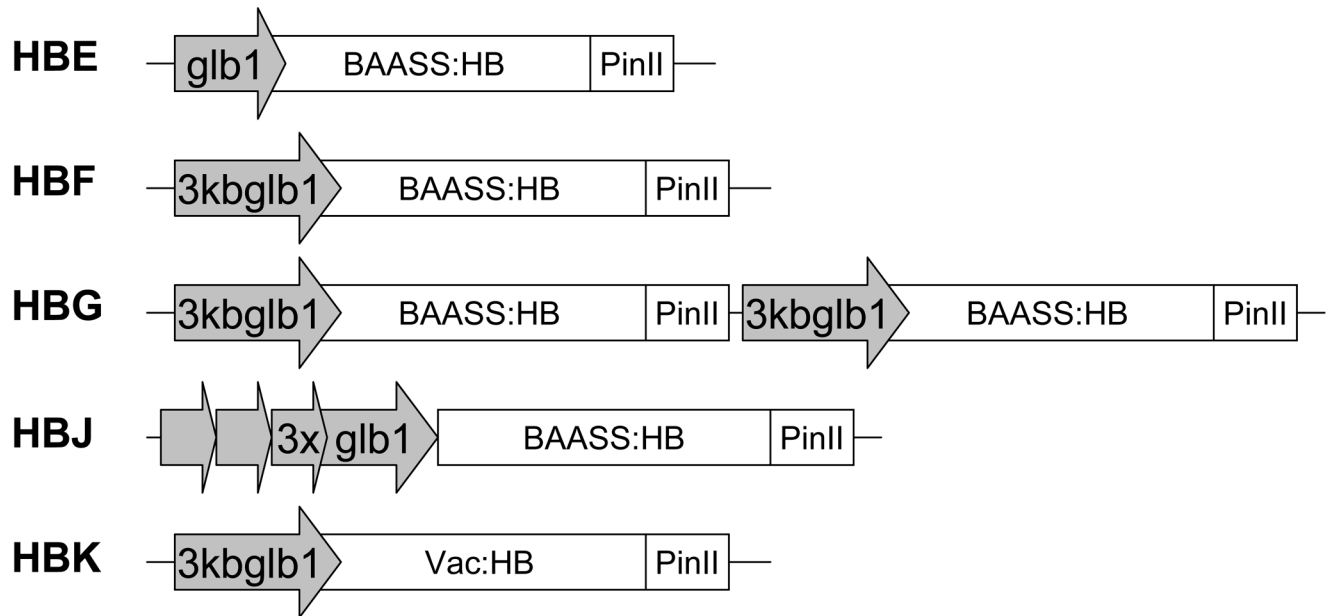 HBE glb1 BAASS:HB PinII
HBF 3kbglb1 BAASS:HB PinII
HBG 3kbglb1 BAASS:HB PinII 3kbglb1 BAASS:HB PinII
HBJ 3x glb1 BAASS:HB PinII
HBK 3kbglb1 Vac:HB PinII